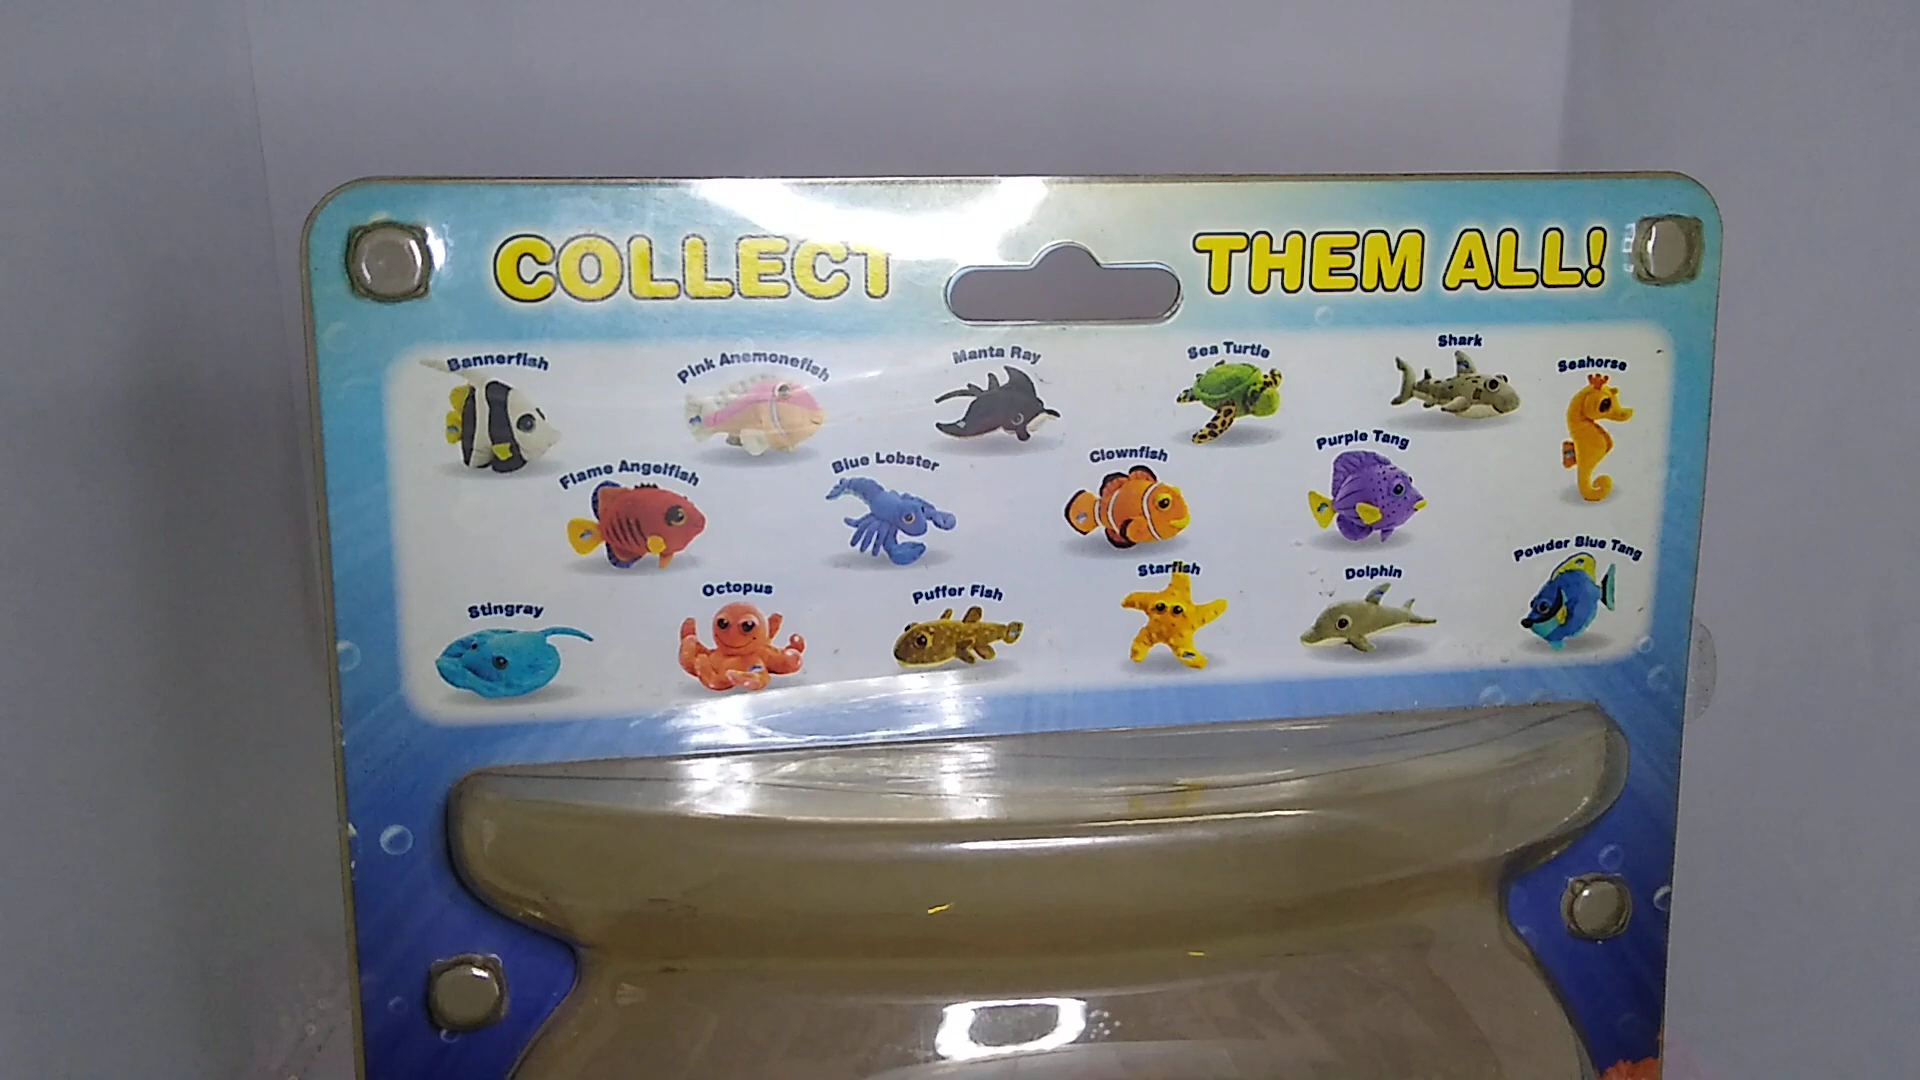 COLLECT THEM ALL!
Bannerfish
Pink Anemonefish
Manta Ray
Sea Turtle
Shark
Seahorse
Flame Angelfish
Blue Lobster
Clownfish
Purple Tang
Powder Blue Tang
Stingray
Octopus
Puffer Fish
Starfish
Dolphin